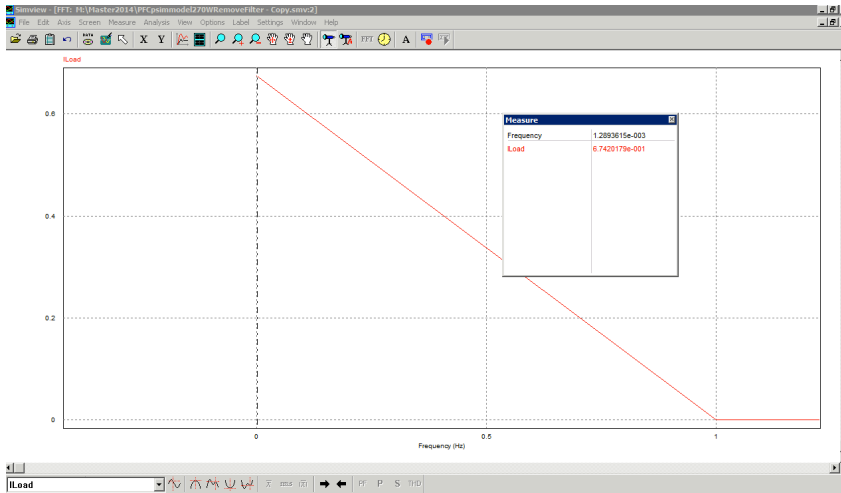 Simview - [FFT: M:\Master2014\PFCpsimmodel270WRemoveFilter - Copy.smv:2]
File Edit Axis Screen Measure Analysis View Options Label Settings Window Help
DATA X Y FFT A
ILoad
0.6
0.4
0.2
0
Measure
Frequency 1.2893615e-003
ILoad 6.7420179e-001
0 0.5 1
Frequency (Hz)
ILoad rms PF P S THD